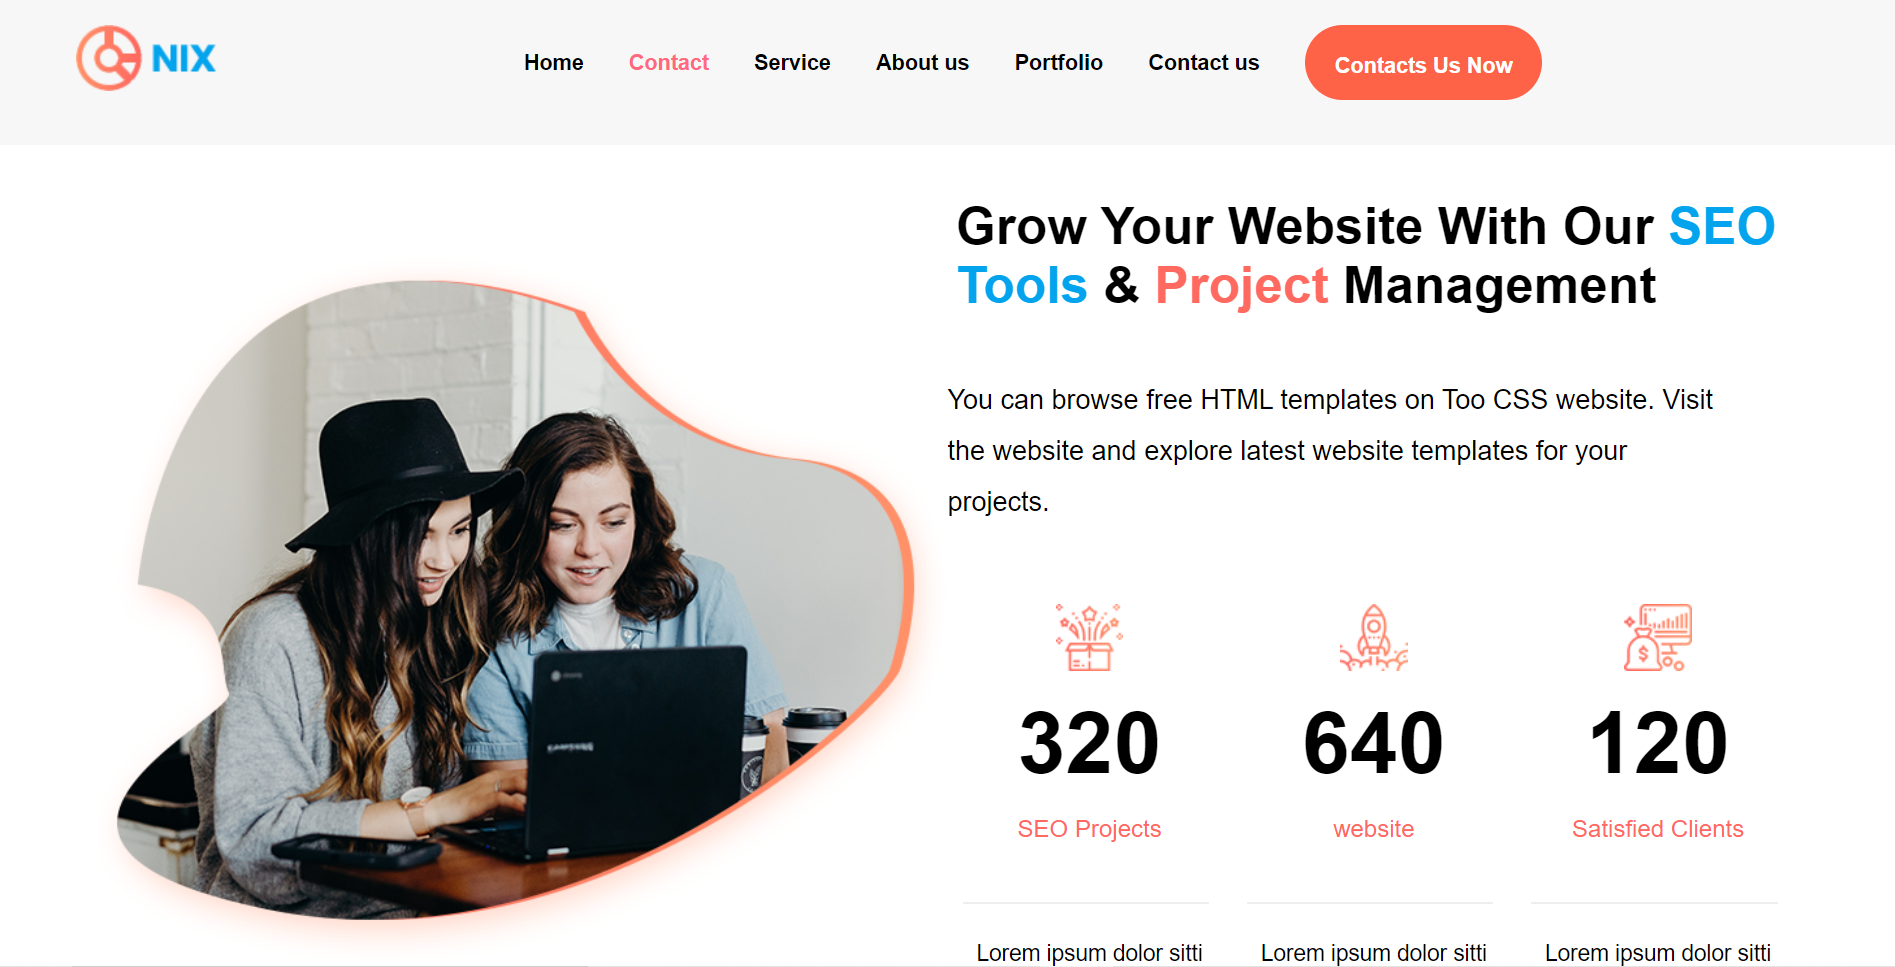 NIX
Home Contact Service About us Portfolio Contact us Contacts Us Now
Grow Your Website With Our SEO
Tools & Project Management
You can browse free HTML templates on Too CSS website. Visit
the website and explore latest website templates for your
projects.
320 640 120
SEO Projects website Satisfied Clients
Lorem ipsum dolor sitti Lorem ipsum dolor sitti Lorem ipsum dolor sitti